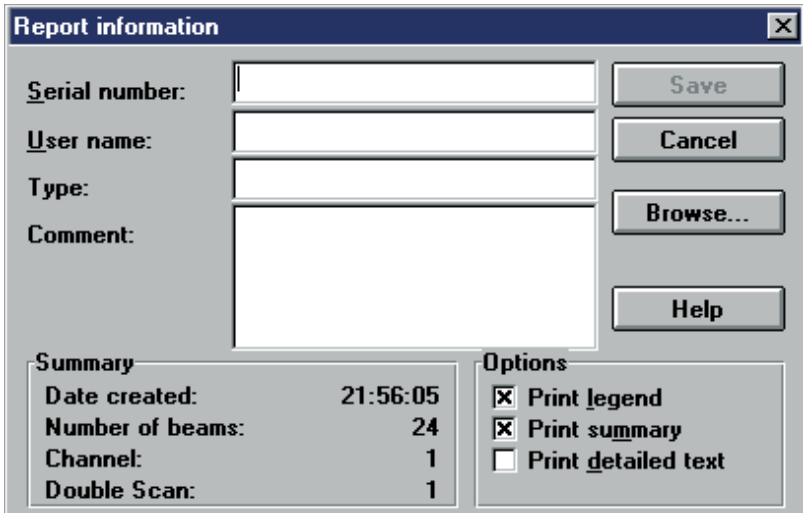 Report information
Serial number:
Save
User name:
Cancel
Type:
Browse...
Comment:
Help
Summary
Date created: 21:56:05
Number of beams: 24
Channel: 1
Double Scan: 1
Options
Print legend
Print summary
Print detailed text